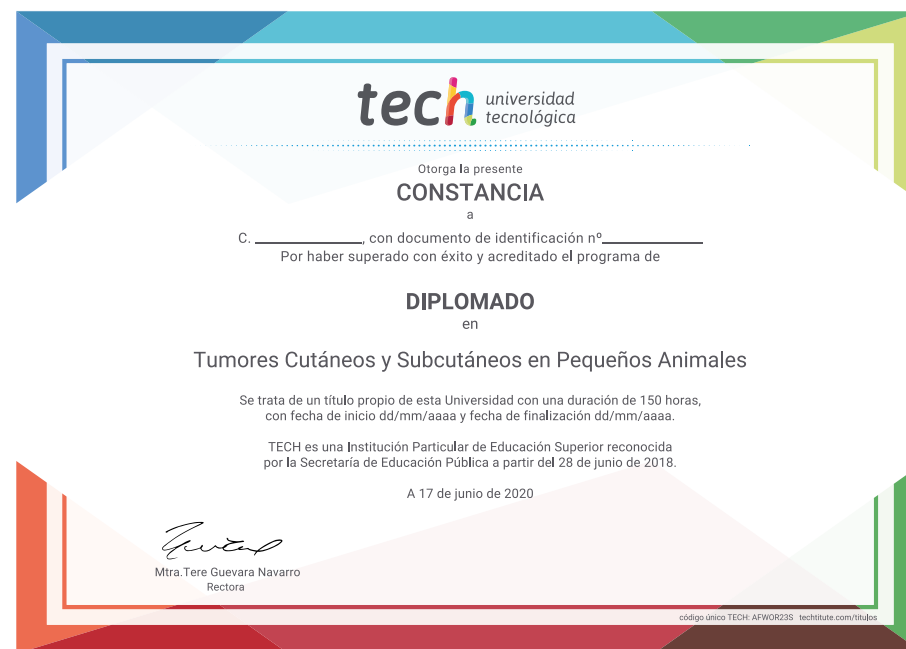 tech universidad
tecnológica
Otorga la presente
CONSTANCIA
a
C. ______________, con documento de identificación nº_____________
Por haber superado con éxito y acreditado el programa de
DIPLOMADO
en
Tumores Cutáneos y Subcutáneos en Pequeños Animales
Se trata de un título propio de esta Universidad con una duración de 150 horas,
con fecha de inicio dd/mm/aaaa y fecha de finalización dd/mm/aaaa.
TECH es una Institución Particular de Educación Superior reconocida
por la Secretaría de Educación Pública a partir del 28 de junio de 2018.
A 17 de junio de 2020
Mtra.Tere Guevara Navarro
Rectora
código único TECH: AFWOR23S techtitute.com/titulos